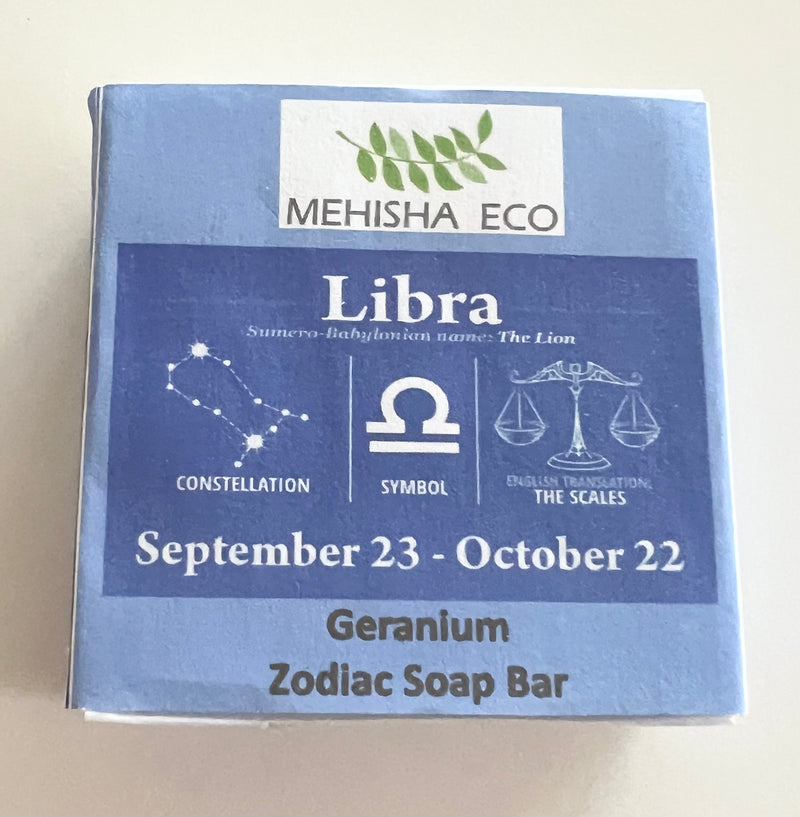 MEHISHA ECO
Libra
Sumero-Babylonian name: The Lion
CONSTELLATION
SYMBOL
ENGLISH TRANSLATION:
THE SCALES
September 23 - October 22
Geranium
Zodiac Soap Bar